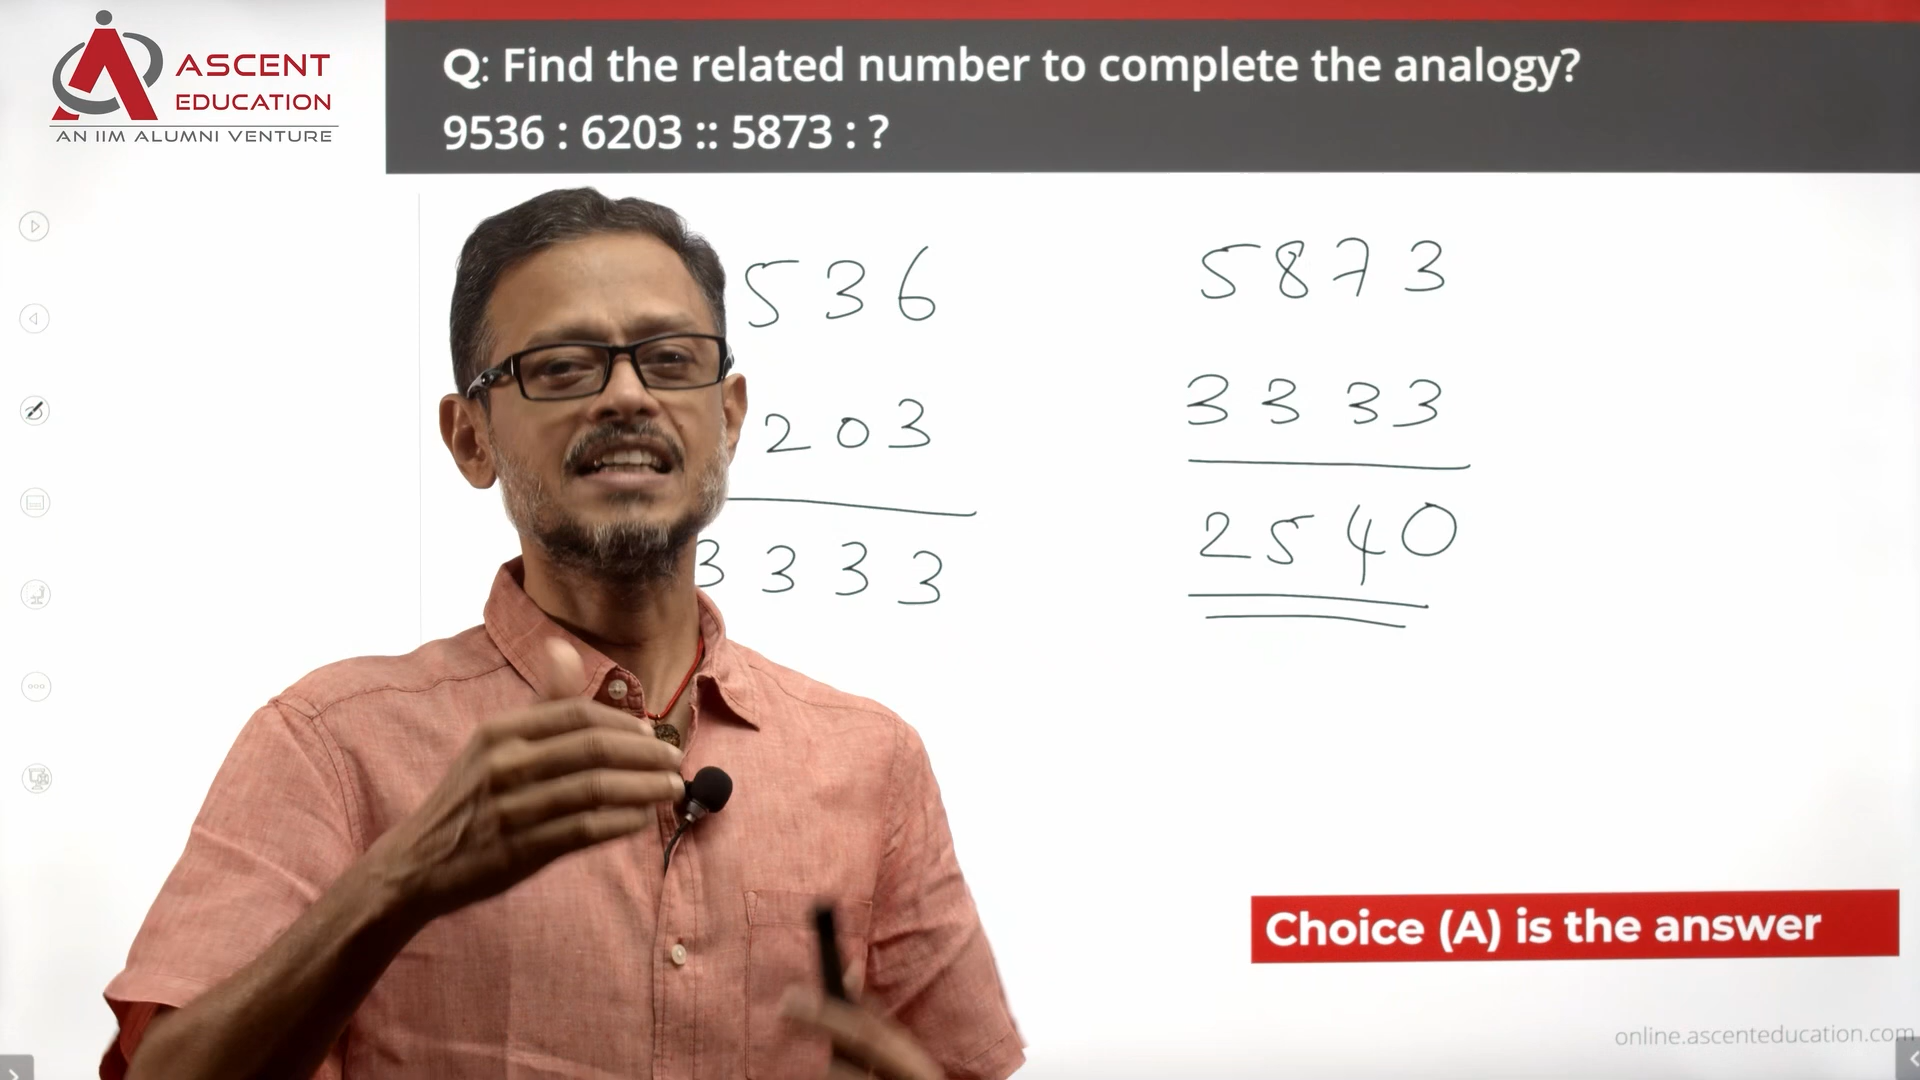 ASCENT
EDUCATION
AN IIM ALUMNI VENTURE
Q: Find the related number to complete the analogy?
9536 : 6203 :: 5873 : ?
536
203
3333
5873
3333
2540
Choice (A) is the answer
online.ascenteducation.com